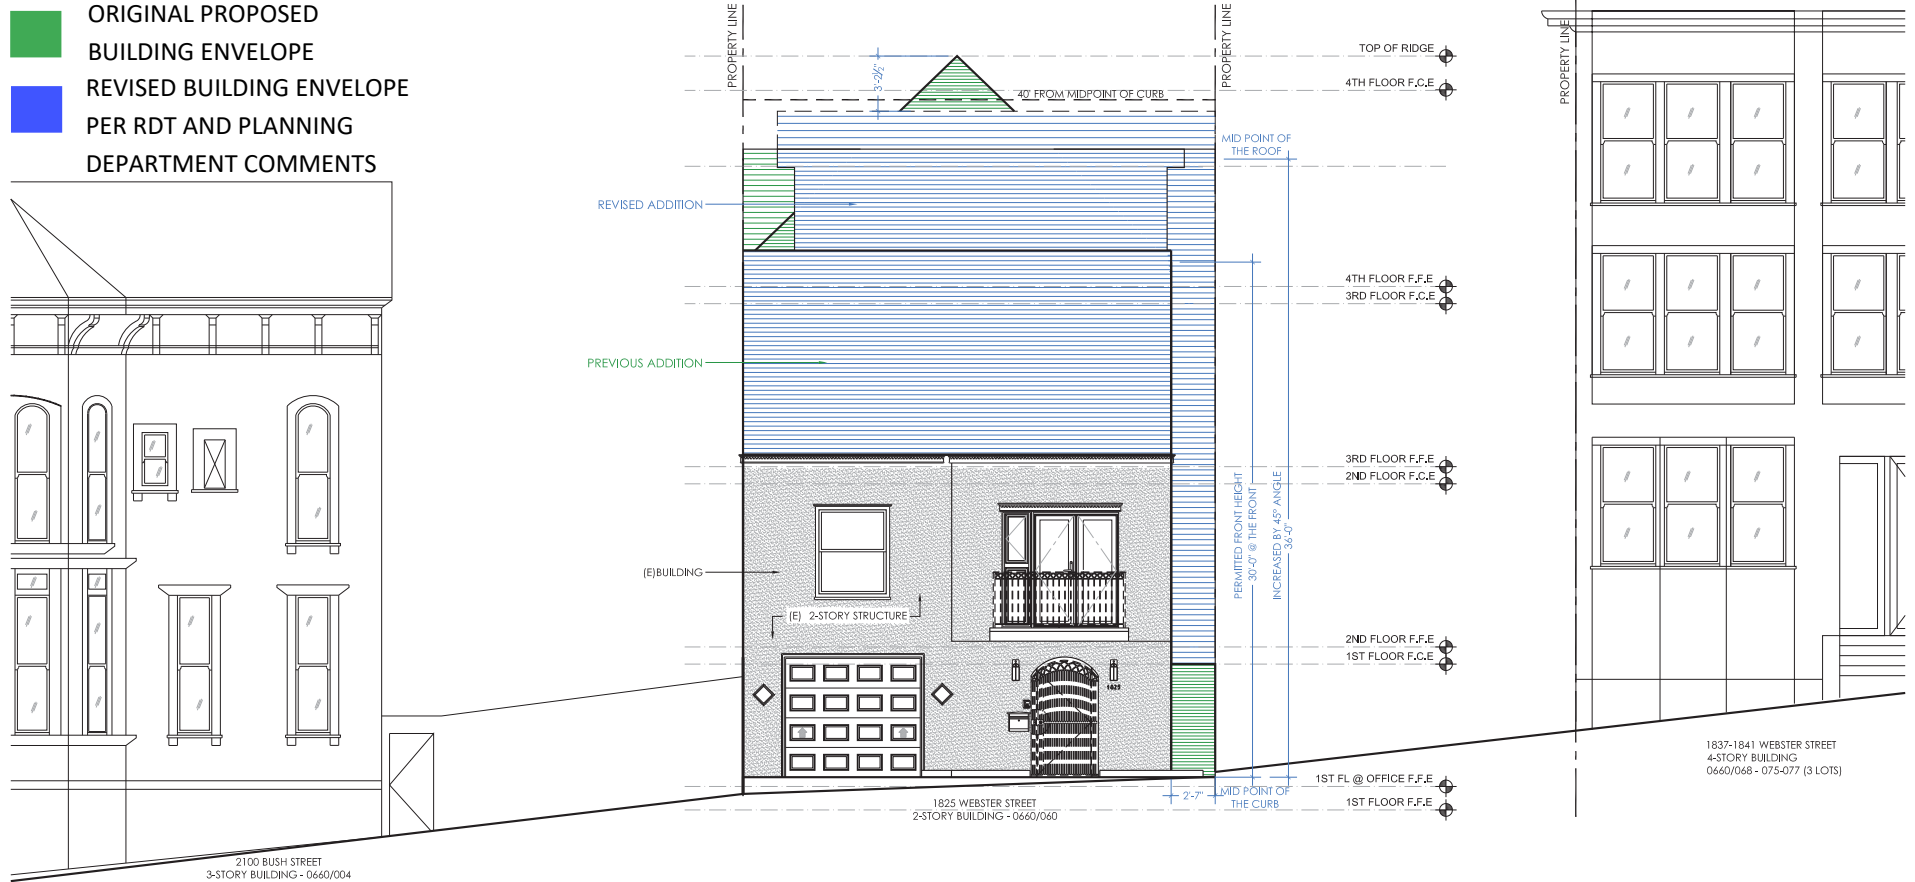 ORIGINAL PROPOSED
BUILDING ENVELOPE
REVISED BUILDING ENVELOPE
PER RDT AND PLANNING
DEPARTMENT COMMENTS
PROPERTY LINE
PROPERTY LINE
PROPERTY LINE
3'-2½"
40' FROM MIDPOINT OF CURB
TOP OF RIDGE
4TH FLOOR F.C.E
MID POINT OF
THE ROOF
REVISED ADDITION
4TH FLOOR F.F.E
3RD FLOOR F.C.E
PREVIOUS ADDITION
3RD FLOOR F.F.E
2ND FLOOR F.C.E
PERMITTED FRONT HEIGHT
30'-0" @ THE FRONT
INCREASED BY 45° ANGLE
36'-0"
(E)BUILDING
(E) 2-STORY STRUCTURE
2ND FLOOR F.F.E
1ST FLOOR F.C.E
1825
1837-1841 WEBSTER STREET
4-STORY BUILDING
0660/068 - 075-077 (3 LOTS)
1ST FL @ OFFICE F.F.E
2'-7"
MID POINT OF
THE CURB
1ST FLOOR F.F.E
1825 WEBSTER STREET
2-STORY BUILDING - 0660/060
2100 BUSH STREET
3-STORY BUILDING - 0660/004